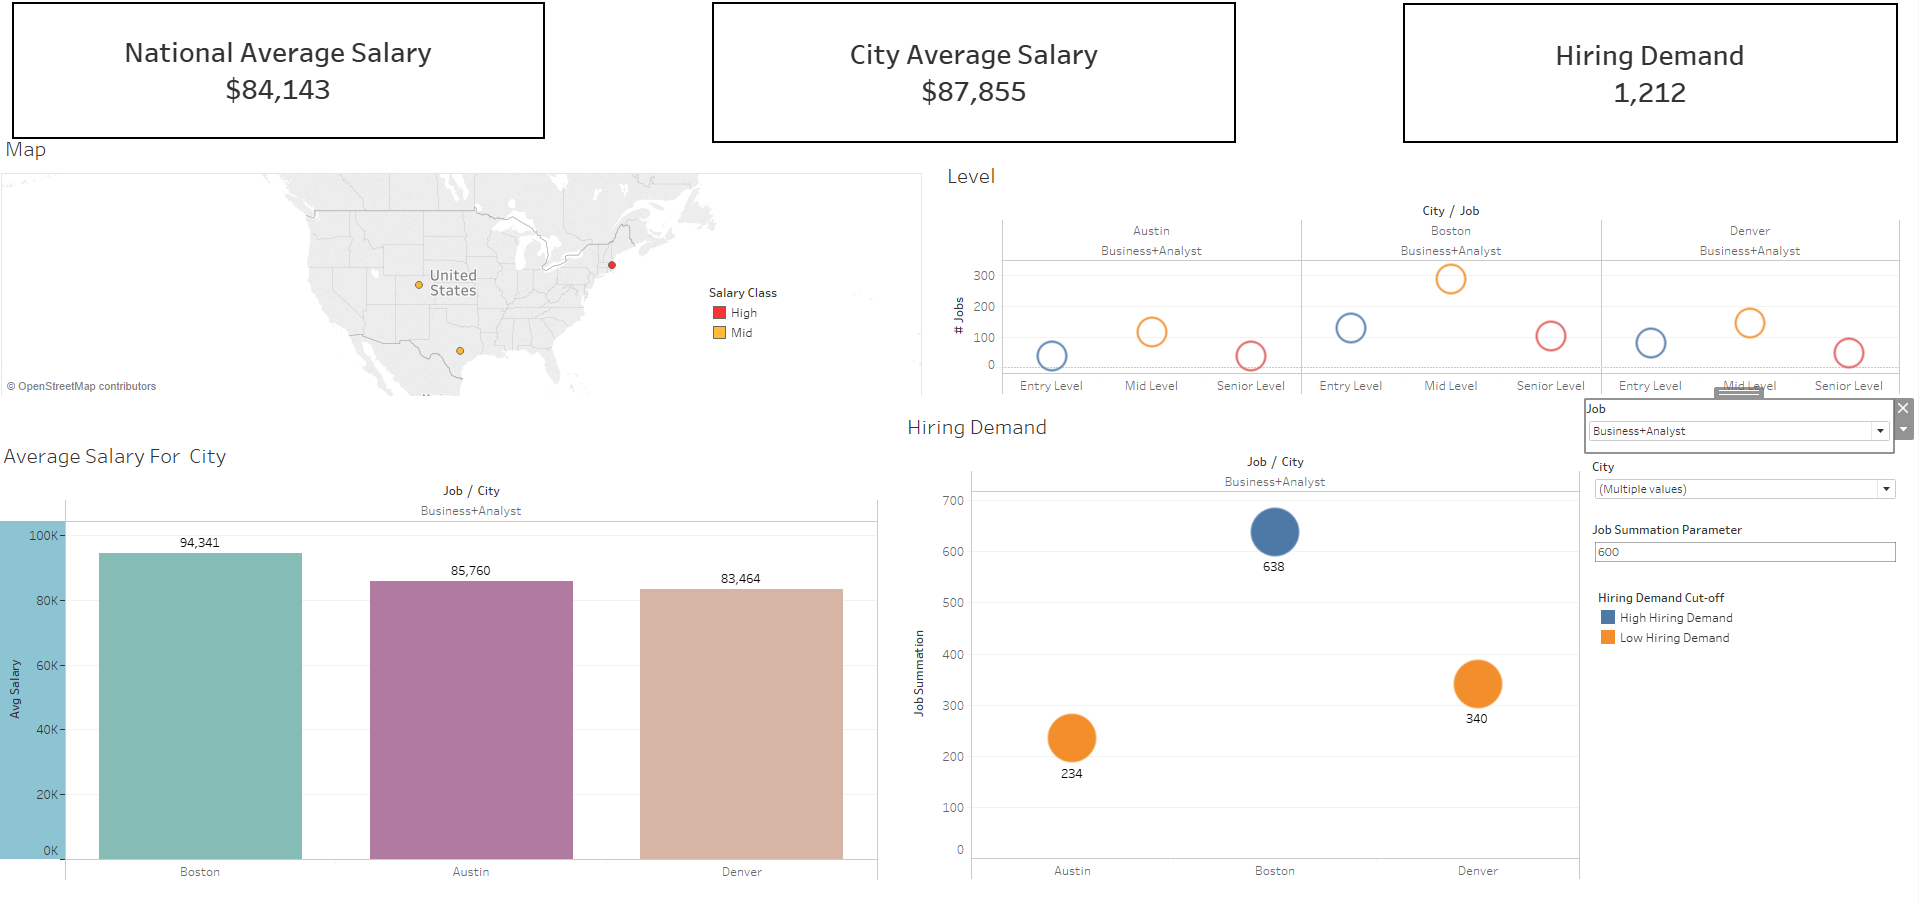 National Average Salary
$84,143
City Average Salary
$87,855
Hiring Demand
1,212
Map
United
States
Salary Class
High
Mid
© OpenStreetMap contributors
Level
City / Job
Austin
Boston
Denver
Business+Analyst
Business+Analyst
Business+Analyst
# Jobs
300
200
100
0
Entry Level
Mid Level
Senior Level
Entry Level
Mid Level
Senior Level
Entry Level
Mid Level
Senior Level
Average Salary For City
Job / City
Business+Analyst
Avg Salary
100K
80K
60K
40K
20K
0K
94,341
85,760
83,464
Boston
Austin
Denver
Hiring Demand
Job / City
Business+Analyst
Job Summation
700
600
500
400
300
200
100
0
638
340
234
Austin
Boston
Denver
Job
Business+Analyst
City
(Multiple values)
Job Summation Parameter
600
Hiring Demand Cut-off
High Hiring Demand
Low Hiring Demand